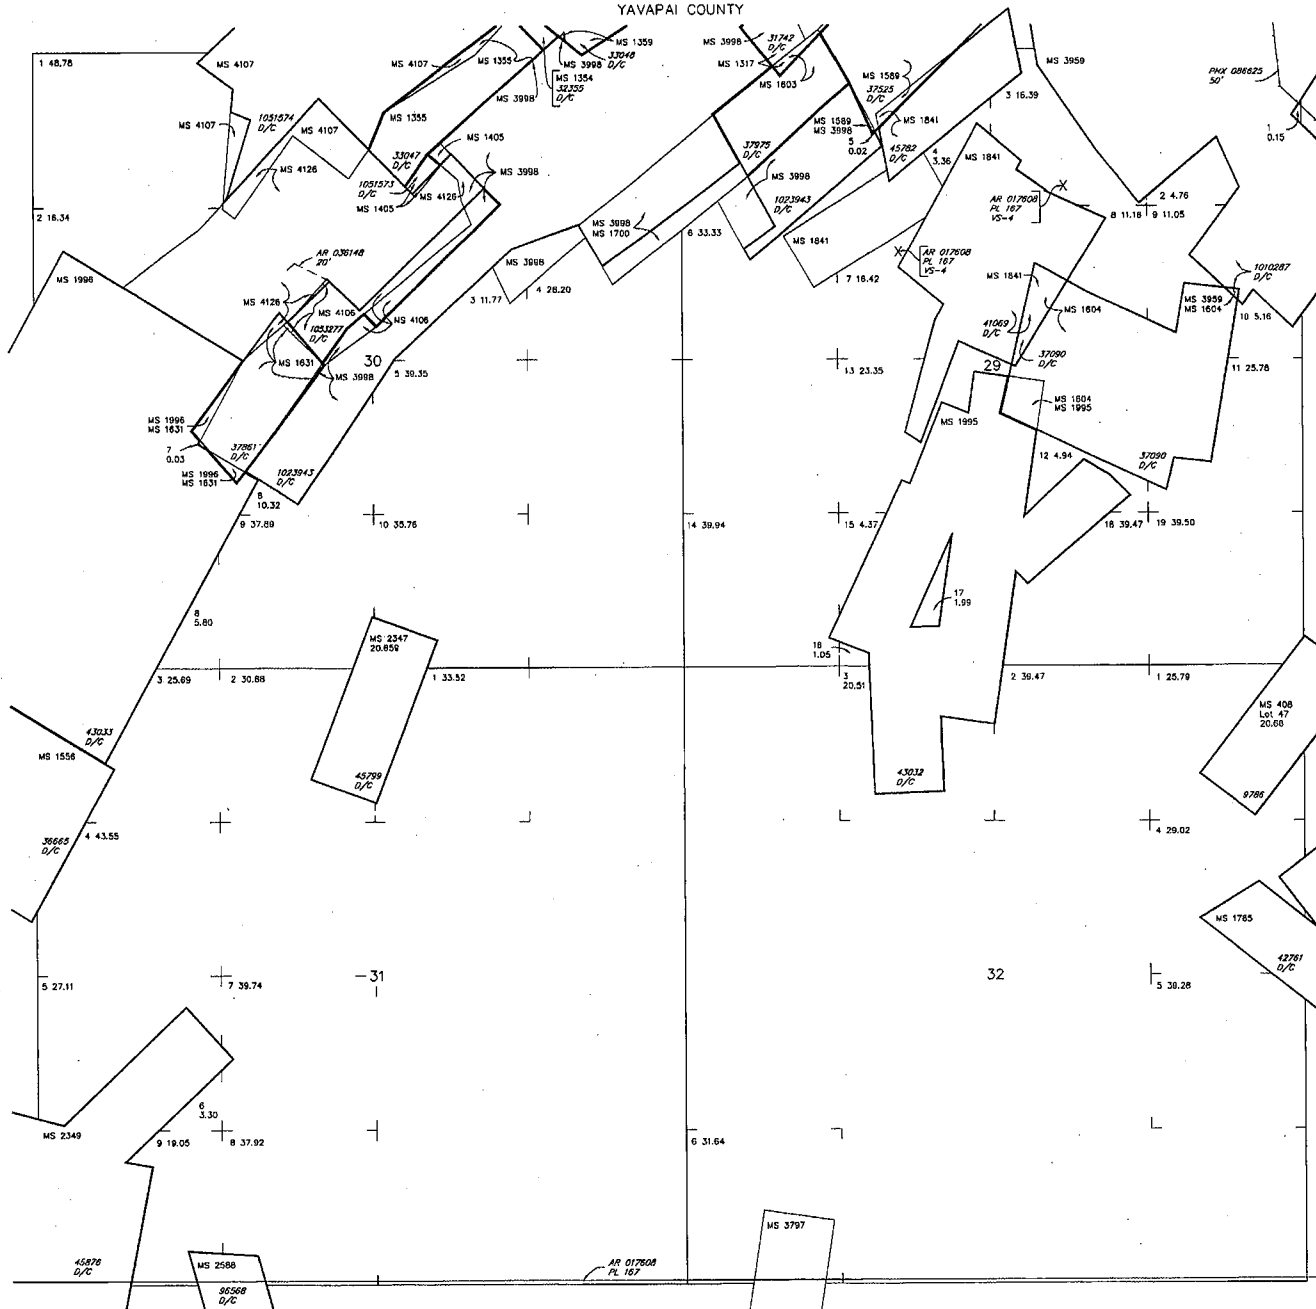 YAVAPAI COUNTY
1 48.78
MS 4107
MS 4107
MS 1355
MS 3998
33048
D/C
MS 1359
MS 1354
32355
D/C
MS 3998
MS 3998
31742
D/C
MS 1317
MS 1603
MS 1589
37525
D/C
MS 1841
MS 3959
3 16.39
PHX 086625
50'
1
0.15
MS 4107
1051574
D/C
MS 4107
MS 1355
MS 1405
MS 1589
MS 3998
5
0.02
45782
D/C
4
3.36
MS 1841
MS 4126
33047
D/C
MS 3998
37975
D/C
MS 3998
1051573
D/C
MS 4126
MS 1405
1023943
D/C
AR 017608
PL 167
VS-4
2 4.76
8 11.18
9 11.05
2 16.34
MS 3998
MS 1700
6 33.33
MS 1841
AR 017608
PL 167
VS-4
AR 036148
20'
MS 3998
MS 1996
3 11.77
4 28.20
7 16.42
MS 1841
1010287
D/C
MS 4126
MS 4106
1053277
D/C
MS 4106
MS 1604
MS 3959
MS 1604
10 5.16
41069
D/C
MS 1631
30
MS 3998
5 39.35
13 23.35
29
37090
D/C
11 25.78
MS 1604
MS 1995
MS 1995
MS 1996
MS 1631
7
0.03
37861
D/C
MS 1996
MS 1631
1023943
D/C
12 4.94
37090
D/C
8
10.32
9 37.89
10 35.76
14 39.94
15 4.37
18 39.47
19 39.50
17
1.99
8
5.80
MS 2347
20.659
16
1.05
3 25.69
2 30.88
1 33.52
3
20.51
2 39.47
1 25.79
MS 408
Lot 47
20.68
43033
D/C
MS 1556
45799
D/C
43032
D/C
9786
36665
D/C
4 43.55
4 29.02
MS 1785
42761
D/C
5 27.11
7 39.74
31
32
5 39.28
MS 2349
6
3.30
9 19.05
8 37.92
6 31.64
MS 3797
45876
D/C
MS 2588
96568
D/C
AR 017608
PL 167